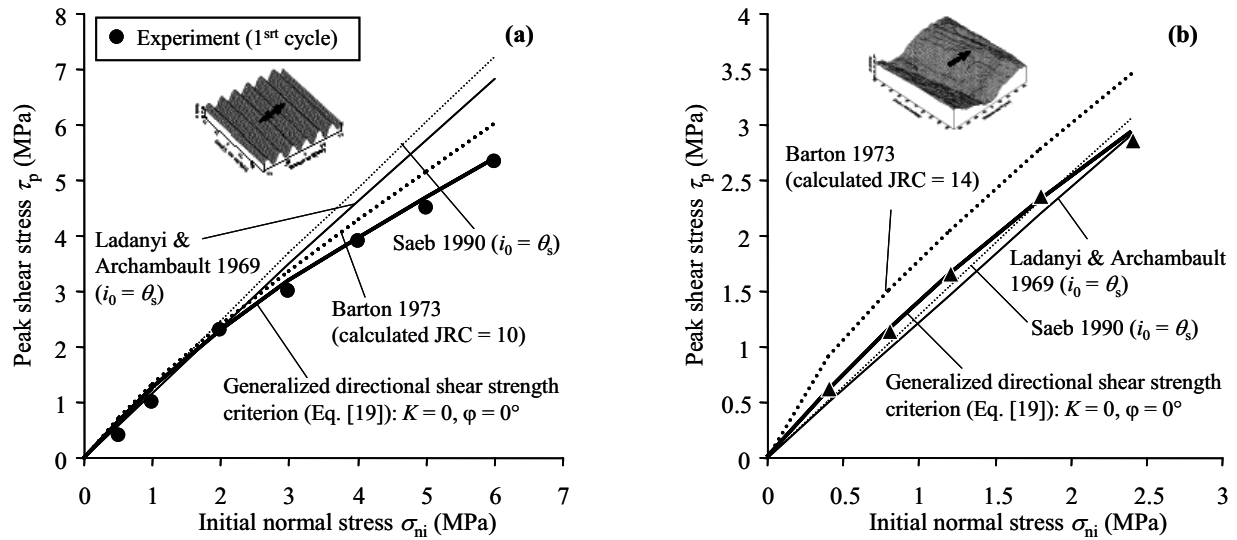 (a)
Experiment (1srt cycle)
Peak shear stress τp (MPa)
8
7
6
5
4
3
2
1
0
Ladanyi &
Archambault 1969
(i0 = θs)
Saeb 1990 (i0 = θs)
Barton 1973
(calculated JRC = 10)
Generalized directional shear strength
criterion (Eq. [19]): K = 0, φ = 0°
0 1 2 3 4 5 6 7
Initial normal stress σni (MPa)
(b)
Peak shear stress τp (MPa)
4
3.5
3
2.5
2
1.5
1
0.5
0
Barton 1973
(calculated JRC = 14)
Ladanyi & Archambault
1969 (i0 = θs)
Saeb 1990 (i0 = θs)
Generalized directional shear strength
criterion (Eq. [19]): K = 0, φ = 0°
0 0.5 1 1.5 2 2.5 3
Initial normal stress σni (MPa)